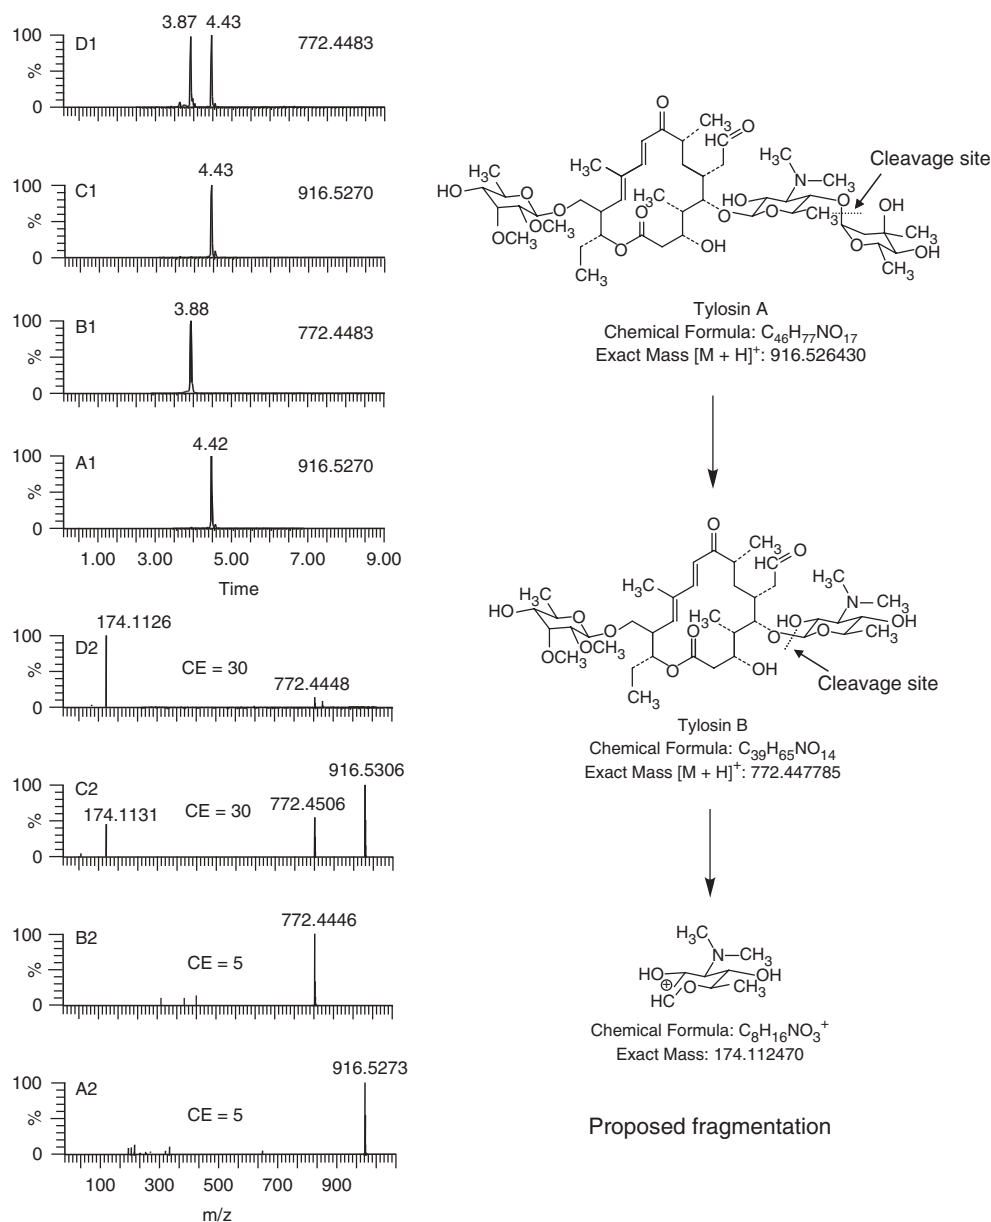 3.87 4.43
100 D1 772.4483
%
0
4.43
100 C1 916.5270
%
0
3.88
100 B1 772.4483
%
0
4.42
100 A1 916.5270
%
0
1.00 3.00 5.00 7.00 9.00
Time
174.1126
100 D2
CE = 30
% 772.4448
0
916.5306
100 C2
174.1131 CE = 30 772.4506
%
0
772.4446
100 B2
CE = 5
%
0
916.5273
100 A2
CE = 5
%
0
100 300 500 700 900
m/z
O
CH₃ HC O
H₃C
H₃C
HO
O O
OCH₃
OCH₃
O
O
CH₃
H₃C
OH
O
H₃C
N—CH₃
HO
O
O
CH₃
Cleavage site
OH
CH₃
OH
O
CH₃
Tylosin A
Chemical Formula: C₄₆H₇₇NO₁₇
Exact Mass [M + H]⁺: 916.526430
O
CH₃ HC O
H₃C
H₃C
HO
O O
OCH₃
OCH₃
O
O
CH₃
H₃C
OH
O
H₃C
N—CH₃
HO
O
OH
CH₃
Cleavage site
Tylosin B
Chemical Formula: C₃₉H₆₅NO₁₄
Exact Mass [M + H]⁺: 772.447785
H₃C
N—CH₃
HO
⊕ O
HC
OH
CH₃
Chemical Formula: C₈H₁₆NO₃⁺
Exact Mass: 174.112470
Proposed fragmentation